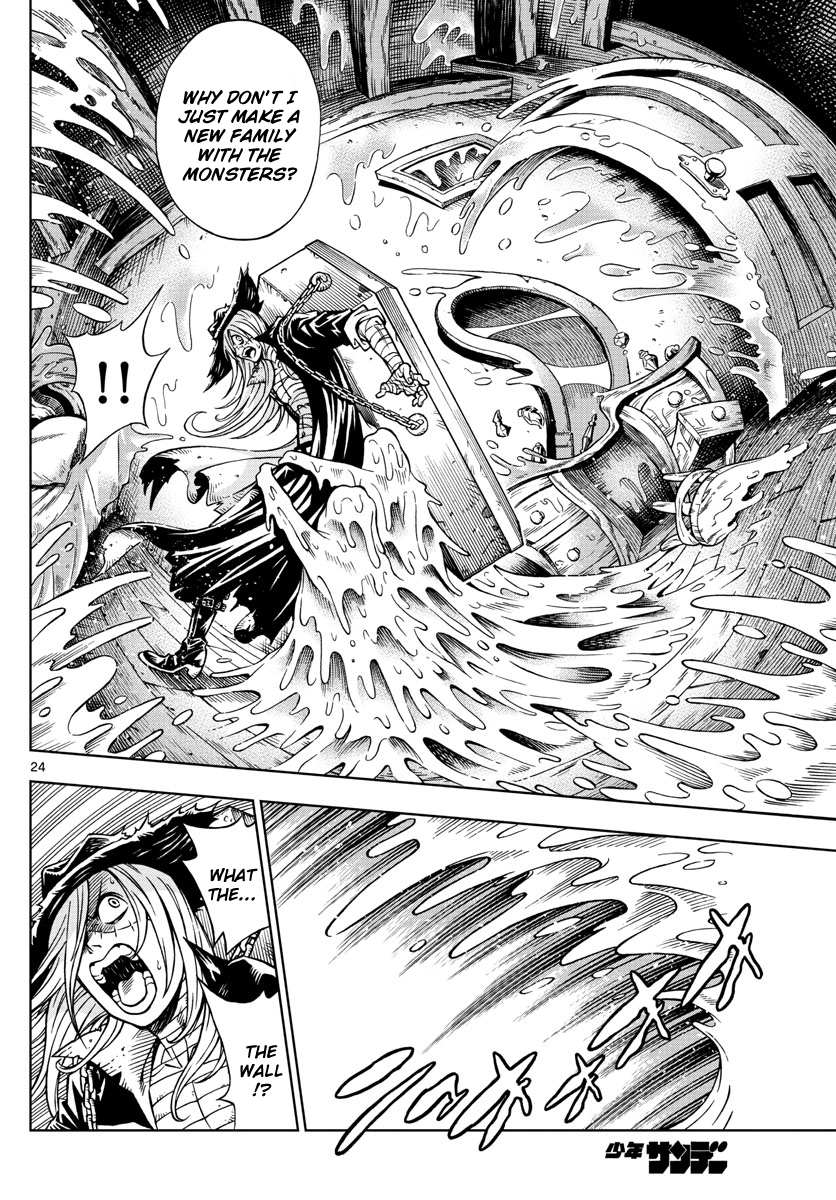 WHY DON'T I
JUST MAKE A
NEW FAMILY
WITH THE
MONSTERS?
!!
24
WHAT
THE...
THE
WALL
!?
少年サンデー